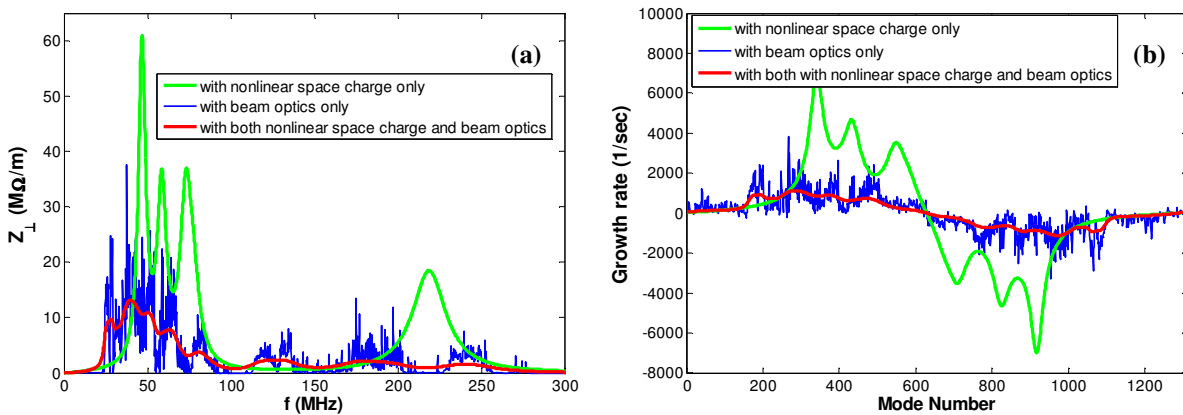 60
50
40
30
20
10
0
Z⊥ (MΩ/m)
(a)
with nonlinear space charge only
with beam optics only
with both nonlinear space charge and beam optics
0 50 100 150 200 250 300
f (MHz)
10000
8000
6000
4000
2000
0
-2000
-4000
-6000
-8000
Growth rate (1/sec)
(b)
with nonlinear space charge only
with beam optics only
with both with nonlinear space charge and beam optics
0 200 400 600 800 1000 1200
Mode Number